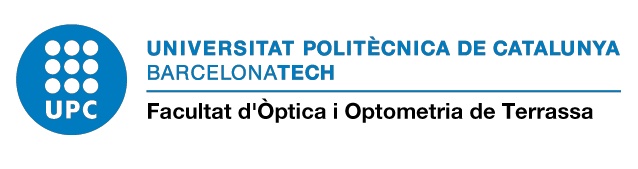 UPC
UNIVERSITAT POLITÈCNICA DE CATALUNYA
BARCELONATECH
Facultat d'Òptica i Optometria de Terrassa